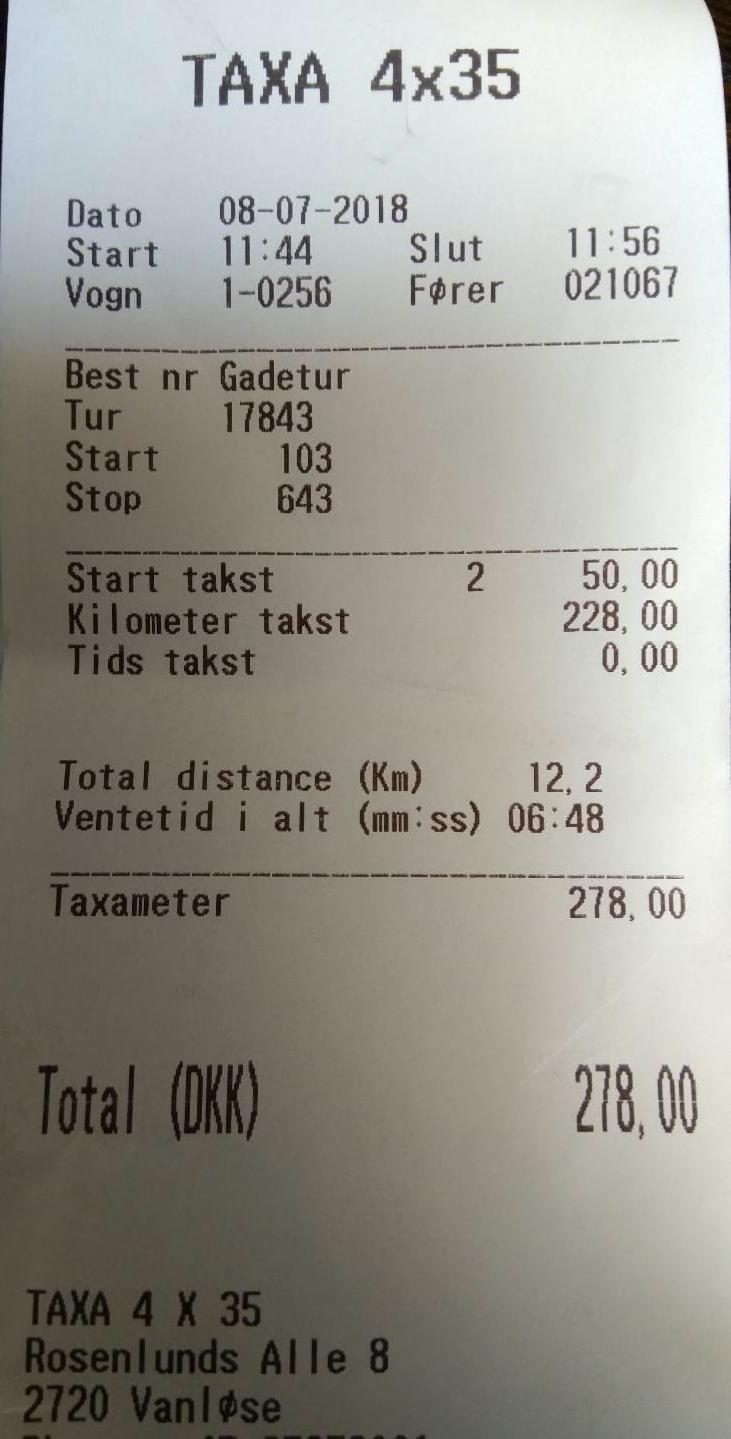 TAXA 4x35
Dato 08-07-2018
Start 11:44 Slut 11:56
Vogn 1-0256 Fører 021067
Best nr Gadetur
Tur 17843
Start 103
Stop 643
Start takst 2 50,00
Kilometer takst 228,00
Tids takst 0,00
Total distance (Km) 12,2
Ventetid i alt (mm:ss) 06:48
Taxameter 278,00
Total (DKK) 278,00
TAXA 4 X 35
Rosenlunds Alle 8
2720 Vanløse